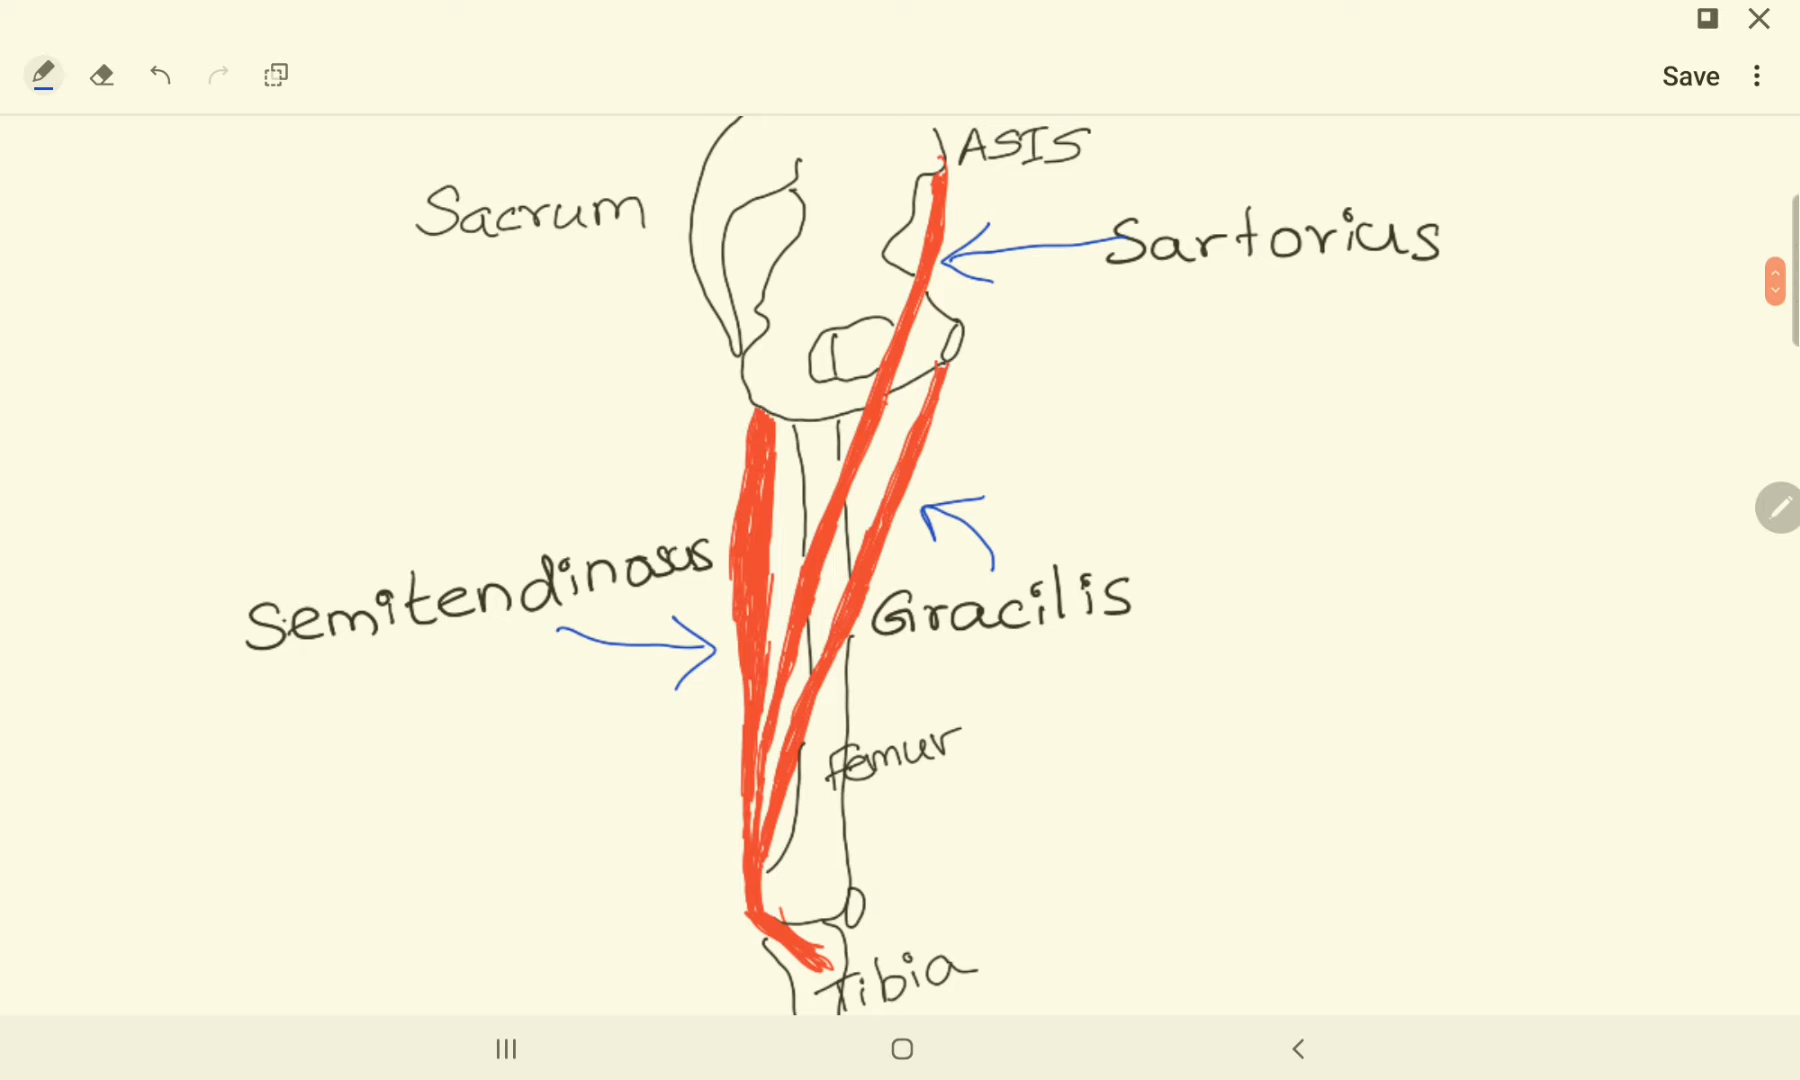 Save
ASIS
Sacrum
Sartorius
Semitendinosus
Gracilis
Femur
Tibia